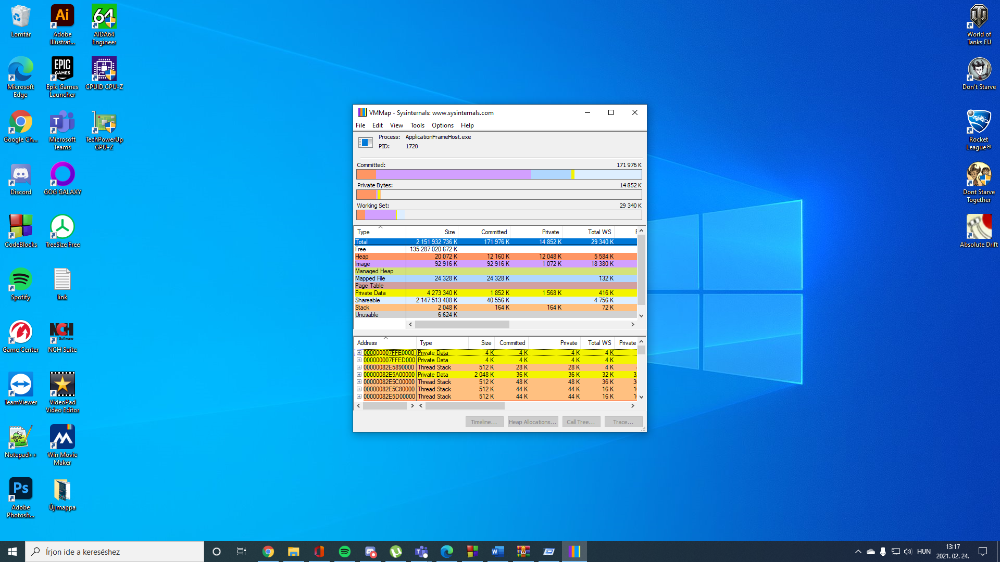 Lomtár
Adobe Illustrat...
AIDA64 Engineer
Microsoft Edge
Epic Games Launcher
CPUID CPU-Z
Google Ch...
Microsoft Teams
TechPowerUp GPU-Z
Discord
GOG GALAXY
CodeBlocks
TreeSize Free
Spotify
link
Game Center
NCH Suite
TeamViewer
VideoPad Video Editor
Notepad++
Win Movie Maker
Adobe Photosh...
Új mappa
World of Tanks EU
Don't Starve
Rocket League®
Dont Starve Together
Absolute Drift
VMMap - Sysinternals: www.sysinternals.com
File Edit View Tools Options Help
Process: ApplicationFrameHost.exe
PID: 1720
Committed: 171 976 K
Private Bytes: 14 852 K
Working Set: 29 340 K
Type Size Committed Private Total WS
Total 2 151 932 736 K 171 976 K 14 852 K 29 340 K
Free 135 287 020 672 K
Heap 20 072 K 12 160 K 12 048 K 5 584 K
Image 92 916 K 92 916 K 1 072 K 18 380 K
Managed Heap
Mapped File 24 328 K 24 328 K 132 K
Page Table
Private Data 4 273 340 K 1 852 K 1 568 K 416 K
Shareable 2 147 513 408 K 40 556 K 4 756 K
Stack 2 048 K 164 K 164 K 72 K
Unusable 6 624 K
Address Type Size Committed Private Total WS Private
000000007FFE0000 Private Data 4 K 4 K 4 K 4 K
000000007FFED000 Private Data 4 K 4 K 4 K 4 K
00000082E5890000 Thread Stack 512 K 28 K 28 K 4 K
00000082E5A00000 Private Data 2 048 K 36 K 36 K 32 K
00000082E5C00000 Thread Stack 512 K 48 K 48 K 36 K
00000082E5C80000 Thread Stack 512 K 44 K 44 K 16 K
00000082E5D00000 Thread Stack 512 K 44 K 44 K 16 K
Timeline... Heap Allocations... Call Tree... Trace...
Írjon ide a kereséshez
HUN
13:17
2021. 02. 24.